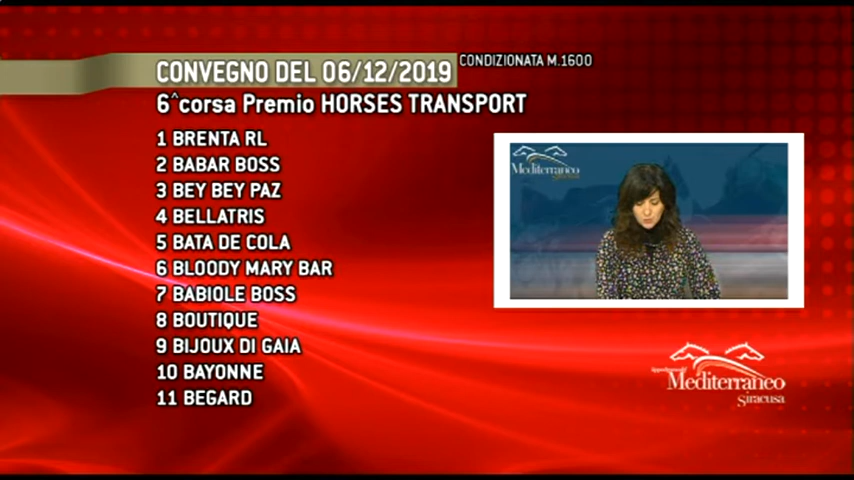 CONVEGNO DEL 06/12/2019
CONDIZIONATA M.1600
6^corsa Premio HORSES TRANSPORT
1 BRENTA RL
2 BABAR BOSS
3 BEY BEY PAZ
4 BELLATRIS
5 BATA DE COLA
6 BLOODY MARY BAR
7 BABIOLE BOSS
8 BOUTIQUE
9 BIJOUX DI GAIA
10 BAYONNE
11 BEGARD
Mediterraneo
Siracusa
Mediterraneo
Siracusa